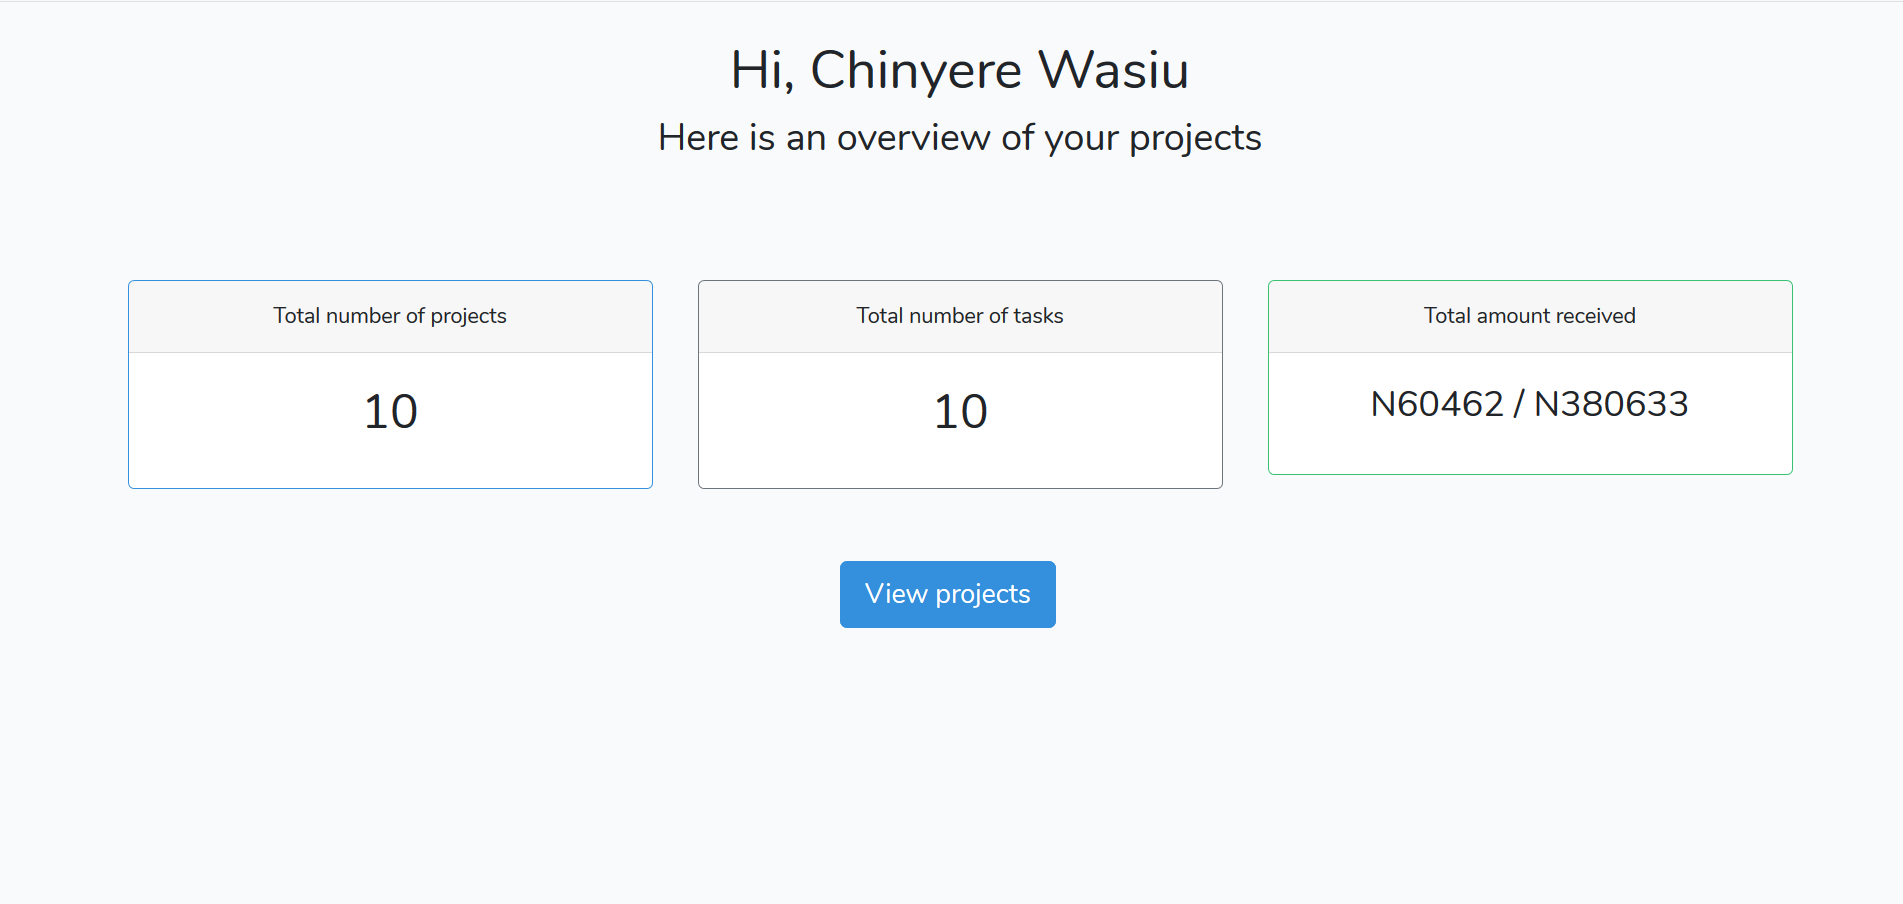 Hi, Chinyere Wasiu
Here is an overview of your projects
Total number of projects
10
Total number of tasks
10
Total amount received
N60462 / N380633
View projects